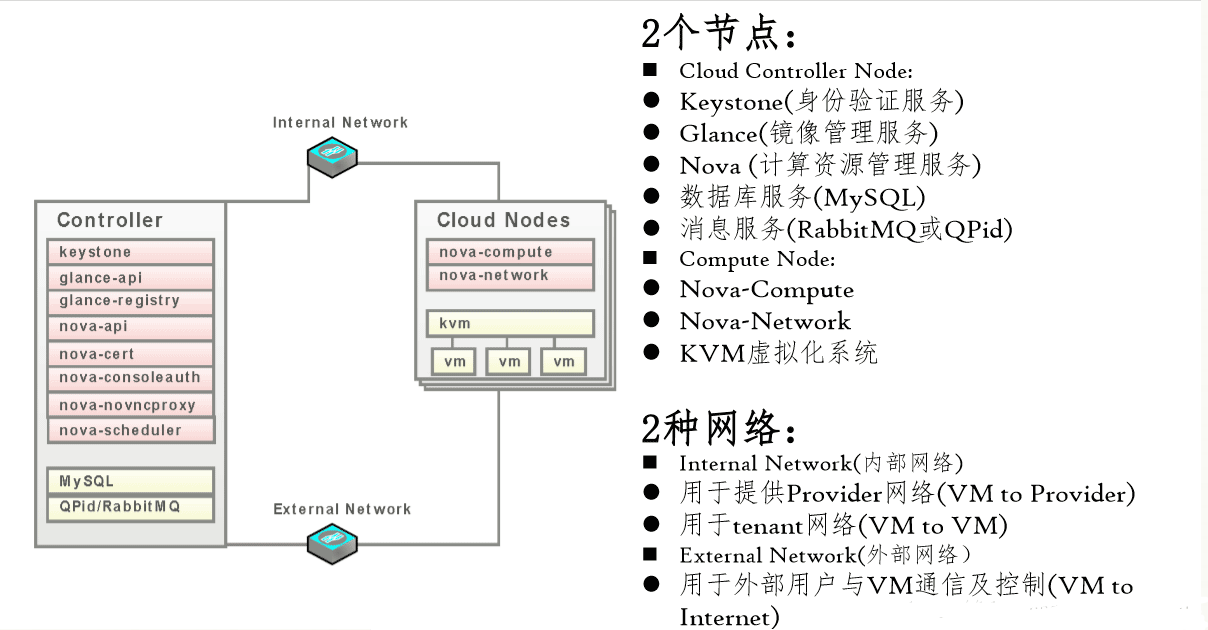 Internal Network
Controller
keystone
glance-api
glance-registry
nova-api
nova-cert
nova-consoleauth
nova-novncproxy
nova-scheduler
MySQL
QPid/RabbitMQ
Cloud Nodes
nova-compute
nova-network
kvm
vm vm vm
External Network
2个节点:
■ Cloud Controller Node:
● Keystone(身份验证服务)
● Glance(镜像管理服务)
● Nova (计算资源管理服务)
● 数据库服务(MySQL)
● 消息服务(RabbitMQ或QPid)
■ Compute Node:
● Nova-Compute
● Nova-Network
● KVM虚拟化系统
2种网络:
■ Internal Network(内部网络)
● 用于提供Provider网络(VM to Provider)
● 用于tenant网络(VM to VM)
■ External Network(外部网络）
● 用于外部用户与VM通信及控制(VM to
Internet)